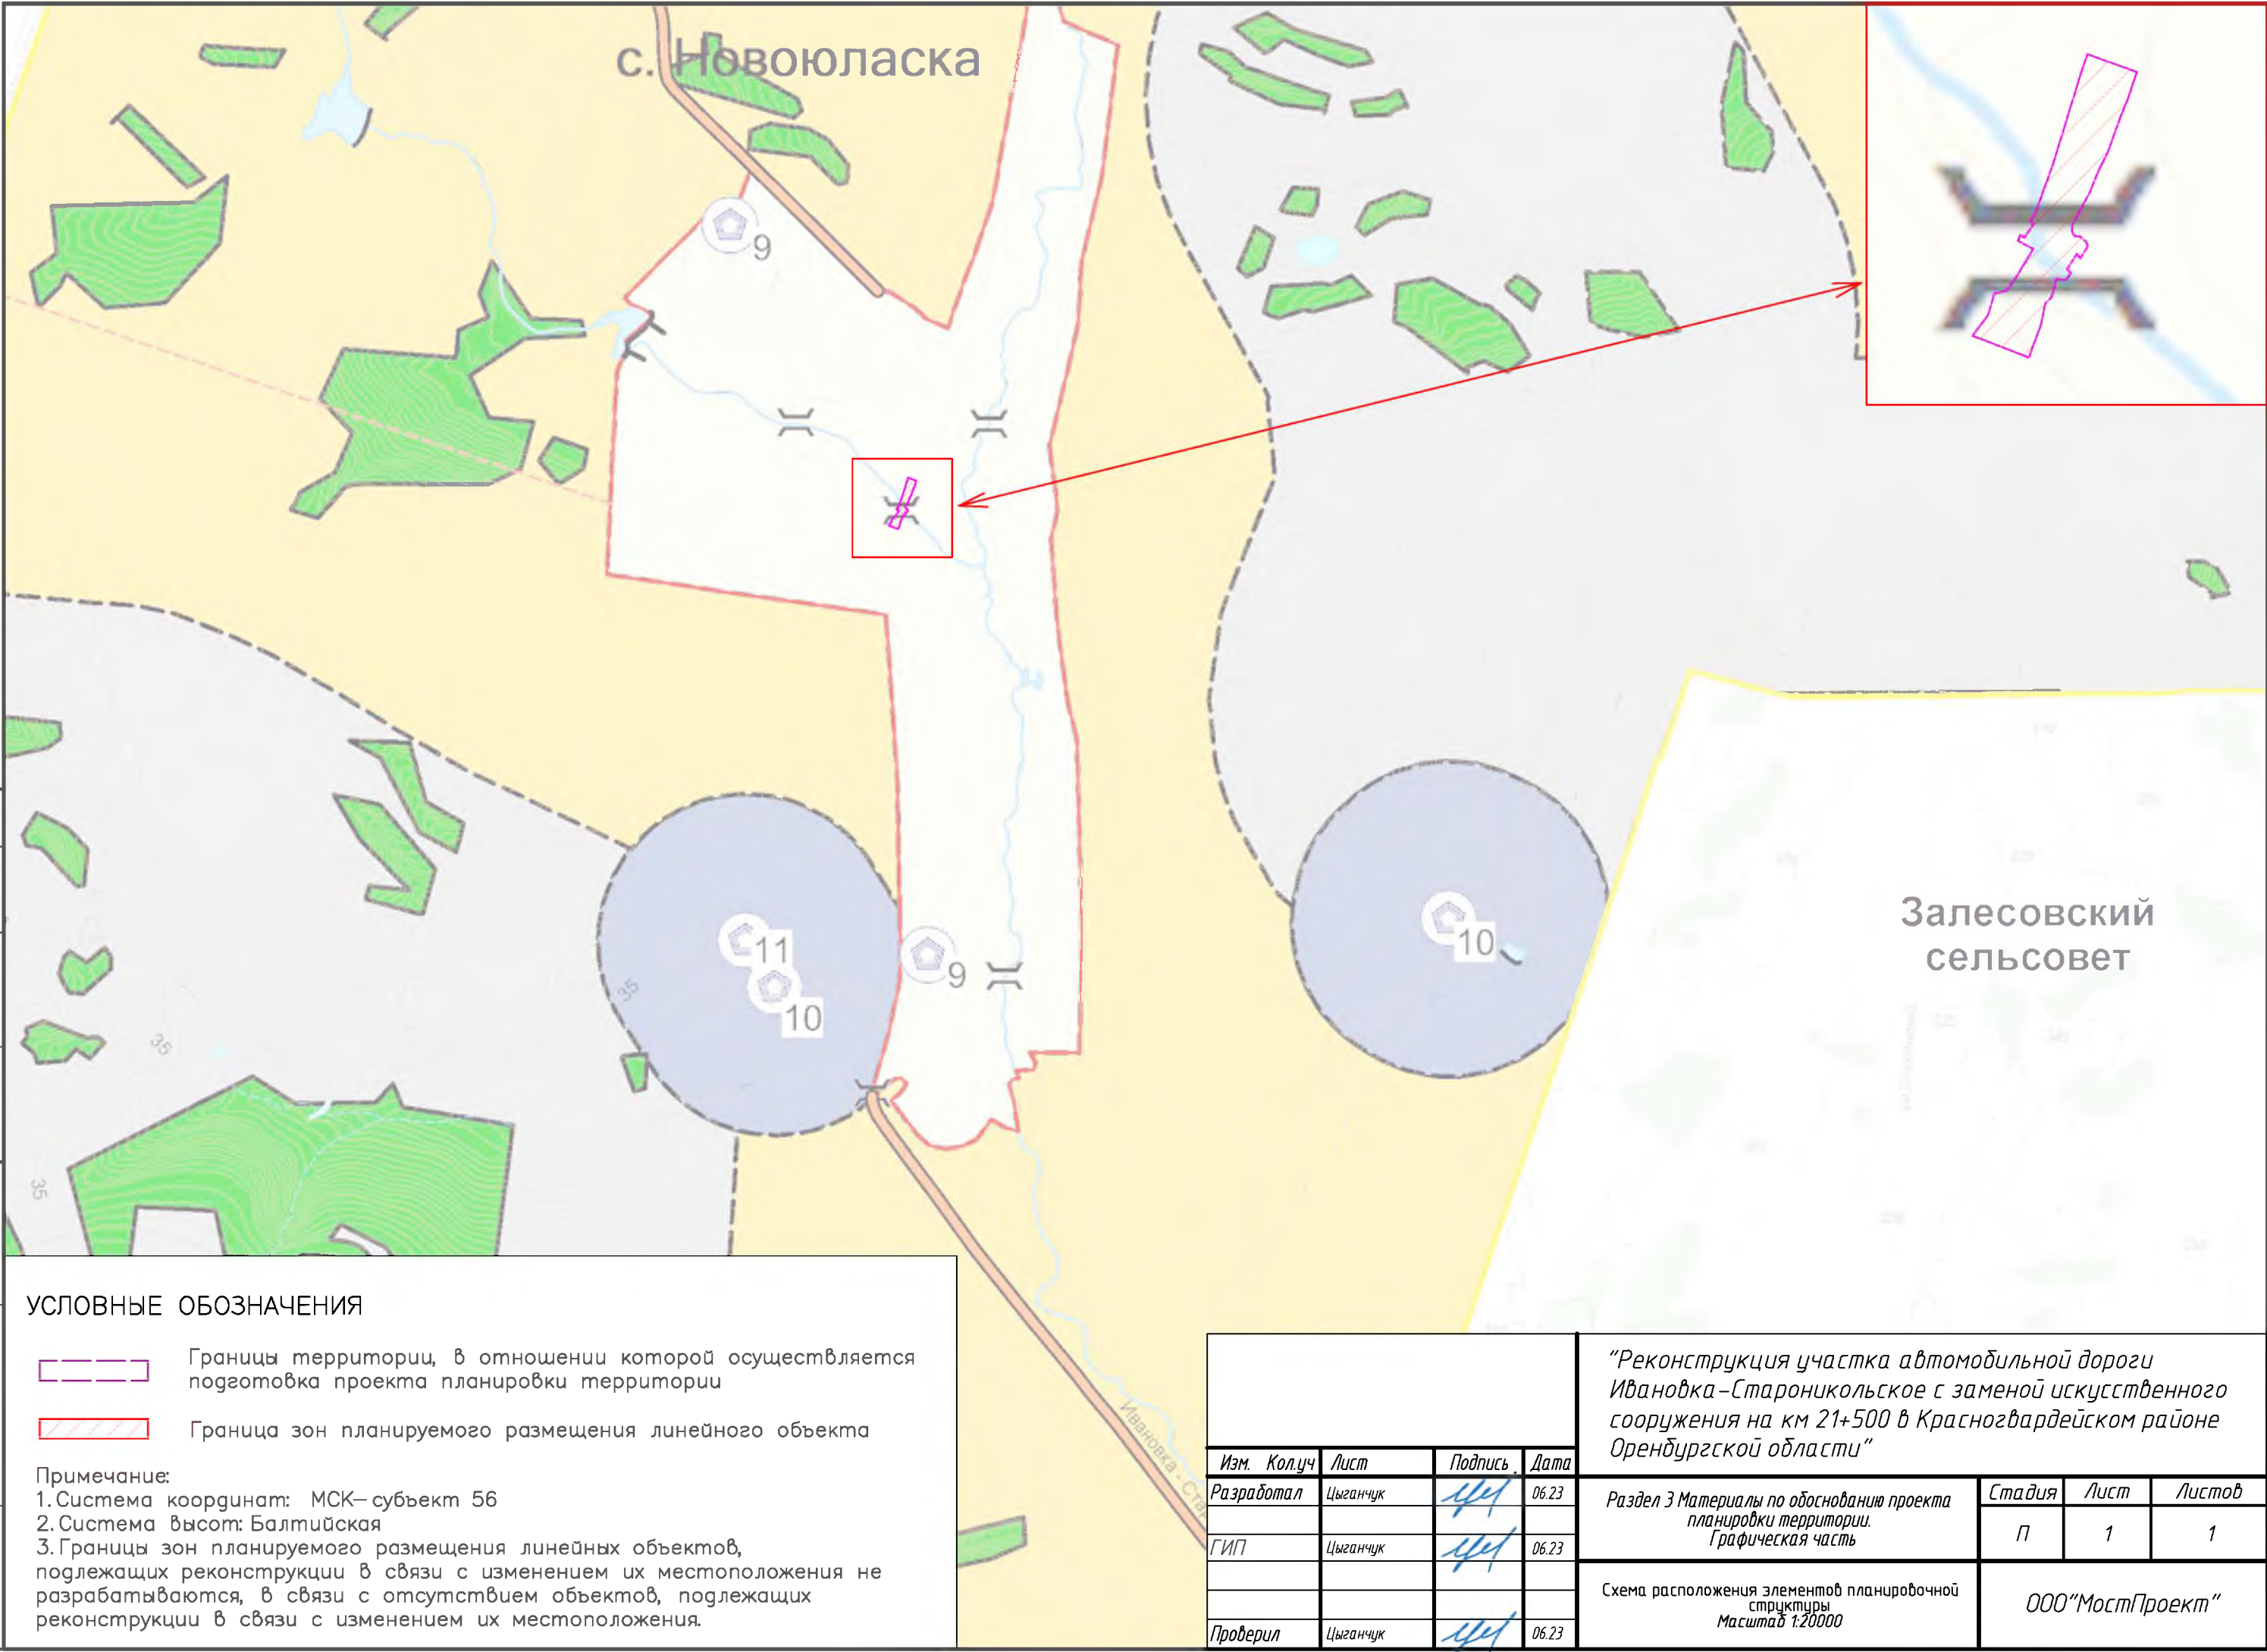 с. Новоюласка
9
11
10
9
10
35
35
35
Залесовский
сельсовет
Ивановка - Стар
УСЛОВНЫЕ ОБОЗНАЧЕНИЯ
Границы территории, в отношении которой осуществляется
подготовка проекта планировки территории
Граница зон планируемого размещения линейного объекта
Примечание:
1. Система координат: МСК-субъект 56
2. Система высот: Балтийская
3. Границы зон планируемого размещения линейных объектов,
подлежащих реконструкции в связи с изменением их местоположения не
разрабатываются, в связи с отсутствием объектов, подлежащих
реконструкции в связи с изменением их местоположения.
"Реконструкция участка автомобильной дороги
Ивановка-Староникольское с заменой искусственного
сооружения на км 21+500 в Красногвардейском районе
Оренбургской области"
Изм. Кол.уч Лист Подпись Дата
Разработал Цыганчук 06.23
ГИП Цыганчук 06.23
Проверил Цыганчук 06.23
Раздел 3 Материалы по обоснованию проекта
планировки территории.
Графическая часть
Стадия Лист Листов
П 1 1
Схема расположения элементов планировочной
структуры
Масштаб 1:20000
ООО"МостПроект"